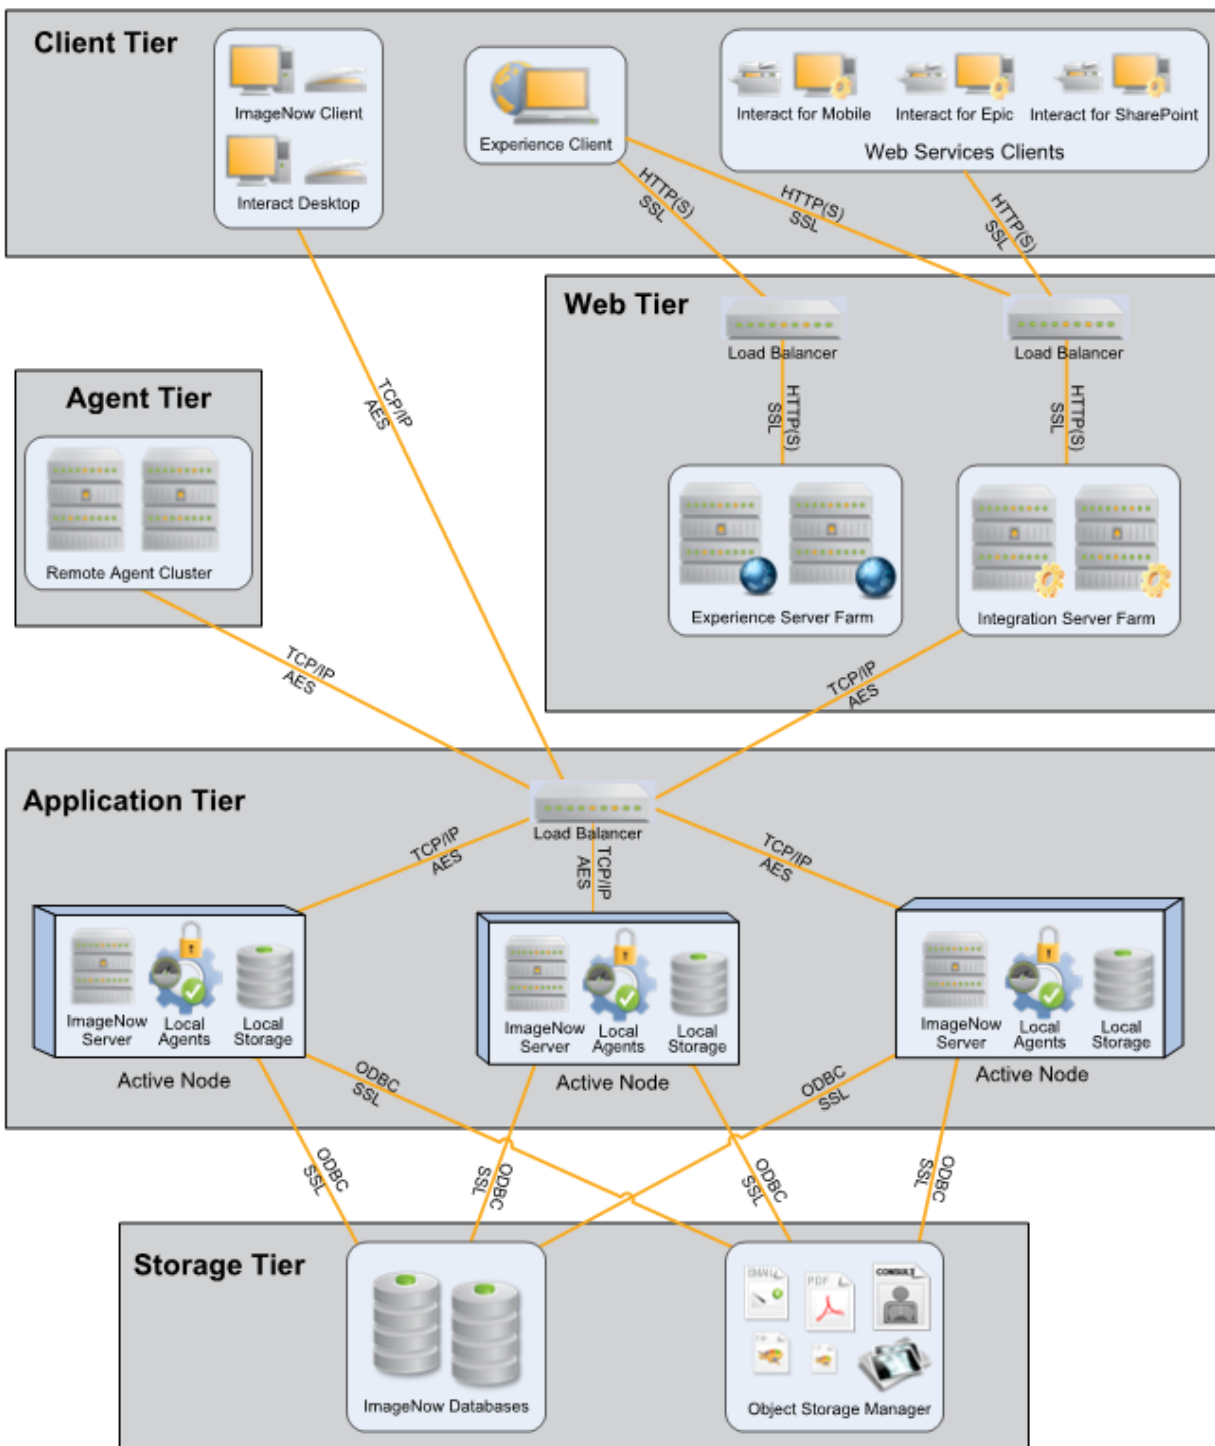 Client Tier
ImageNow Client
Interact Desktop
Experience Client
Interact for Mobile
Interact for Epic
Interact for SharePoint
Web Services Clients
HTTP(S)
SSL
HTTP(S)
SSL
HTTP(S)
SSL
Web Tier
Load Balancer
Load Balancer
HTTP(S)
SSL
HTTP(S)
SSL
Experience Server Farm
Integration Server Farm
TCP/IP
AES
Agent Tier
Remote Agent Cluster
TCP/IP
AES
TCP/IP
AES
Application Tier
Load Balancer
TCP/IP
AES
TCP/IP
AES
TCP/IP
AES
ImageNow
Server
Local
Agents
Local
Storage
Active Node
ImageNow
Server
Local
Agents
Local
Storage
Active Node
ImageNow
Server
Local
Agents
Local
Storage
Active Node
ODBC
SSL
ODBC
SSL
ODBC
SSL
ODBC
SSL
ODBC
SSL
ODBC
SSL
Storage Tier
ImageNow Databases
EMAIL
PDF
CONSULT
Object Storage Manager